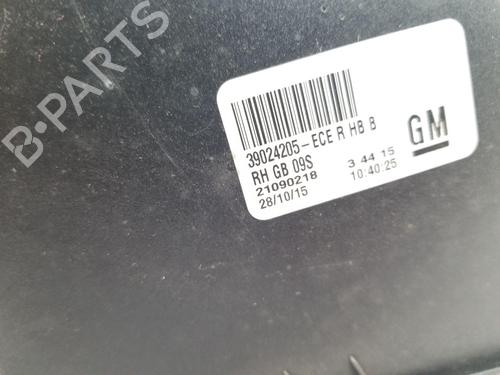 B-PARTS
39024205-ECE R HB B
RH GB 09S
21090218
28/10/15
3 44 15
10:40:25
GM